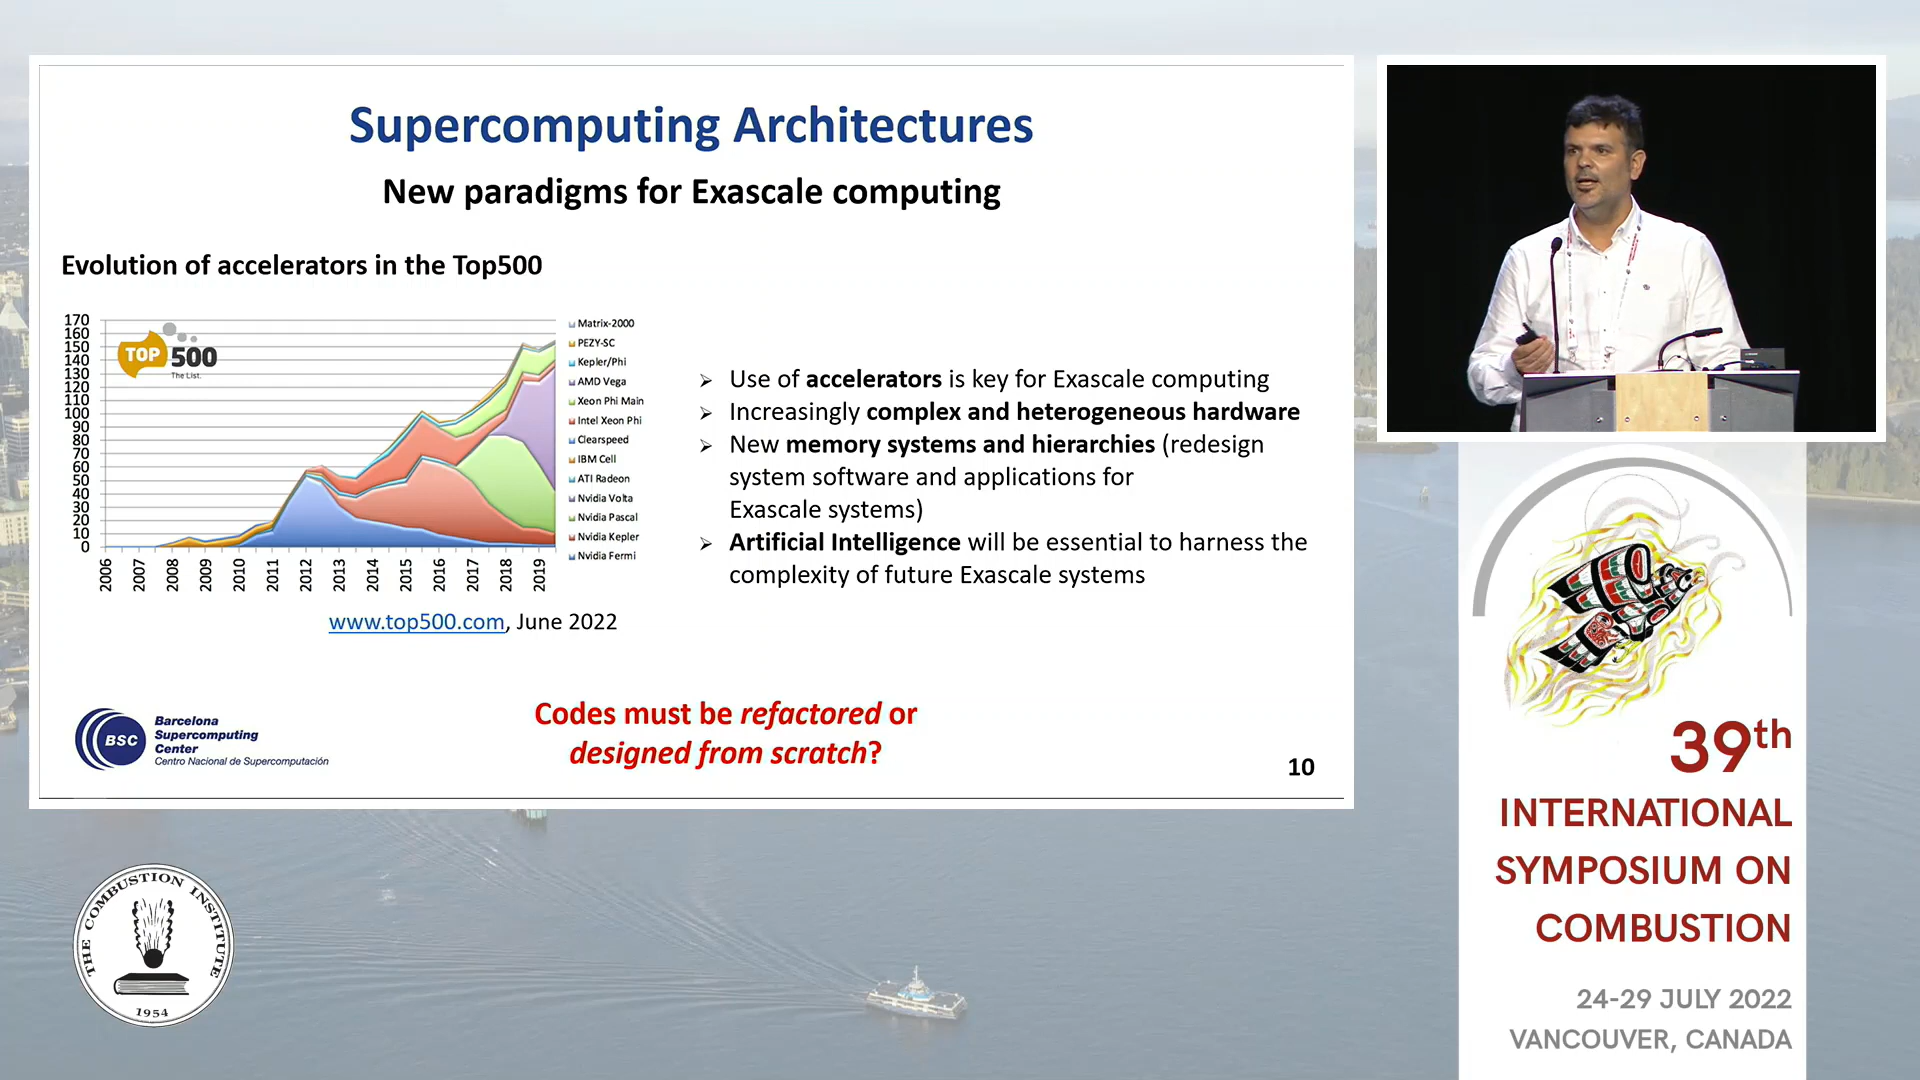 Supercomputing Architectures
New paradigms for Exascale computing
Evolution of accelerators in the Top500
170
160
150
140
130
120
110
100
90
80
70
60
50
40
30
20
10
0
TOP 500
The List.
2006 2007 2008 2009 2010 2011 2012 2013 2014 2015 2016 2017 2018 2019
Matrix-2000
PEZY-SC
Kepler/Phi
AMD Vega
Xeon Phi Main
Intel Xeon Phi
Clearspeed
IBM Cell
ATI Radeon
Nvidia Volta
Nvidia Pascal
Nvidia Kepler
Nvidia Fermi
www.top500.com, June 2022
➢ Use of accelerators is key for Exascale computing
➢ Increasingly complex and heterogeneous hardware
➢ New memory systems and hierarchies (redesign
system software and applications for
Exascale systems)
➢ Artificial Intelligence will be essential to harness the
complexity of future Exascale systems
Codes must be refactored or
designed from scratch?
BSC
Barcelona
Supercomputing
Center
Centro Nacional de Supercomputación
10
39th
INTERNATIONAL
SYMPOSIUM ON
COMBUSTION
24-29 JULY 2022
VANCOUVER, CANADA
THE COMBUSTION INSTITUTE
1954